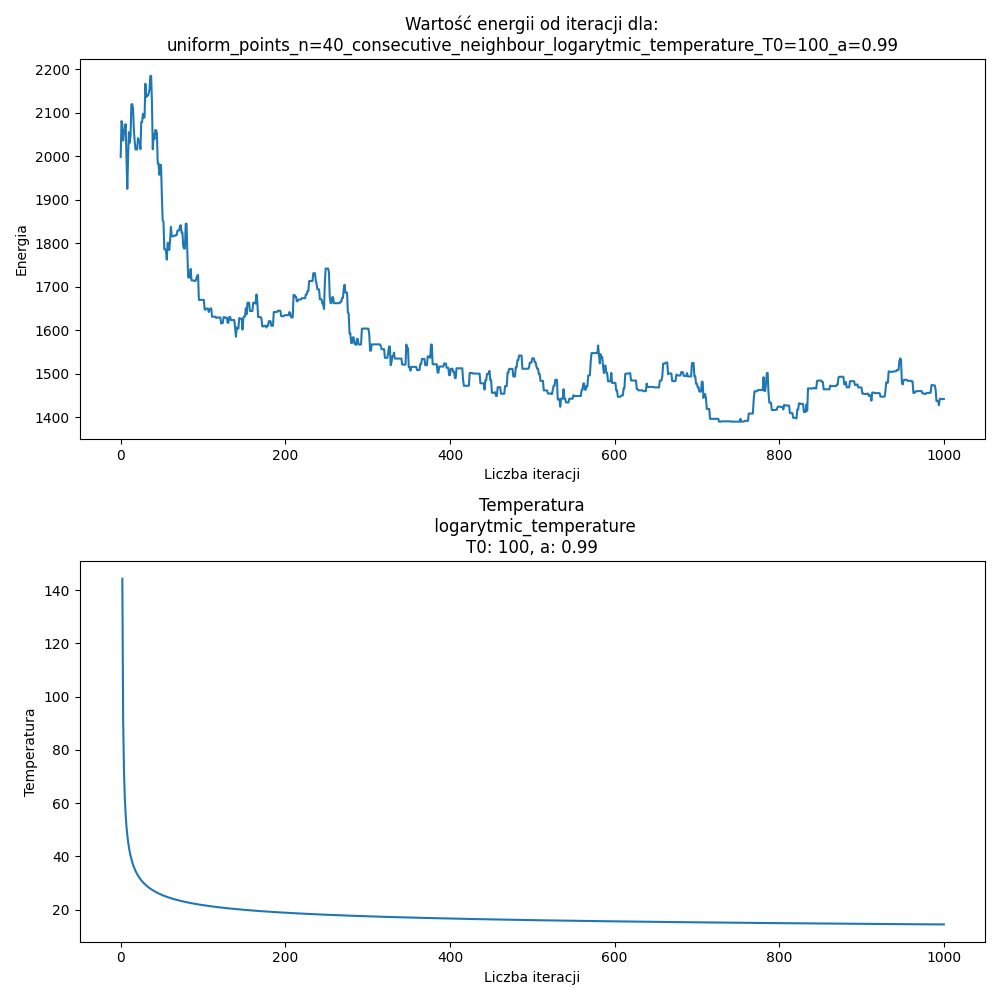 Wartość energii od iteracji dla:
uniform_points_n=40_consecutive_neighbour_logarytmic_temperature_T0=100_a=0.99
2200
2100
2000
1900
1800
1700
1600
1500
1400
Energia
0 200 400 600 800 1000
Liczba iteracji
Temperatura
logarytmic_temperature
T0: 100, a: 0.99
140
120
100
80
60
40
20
Temperatura
0 200 400 600 800 1000
Liczba iteracji